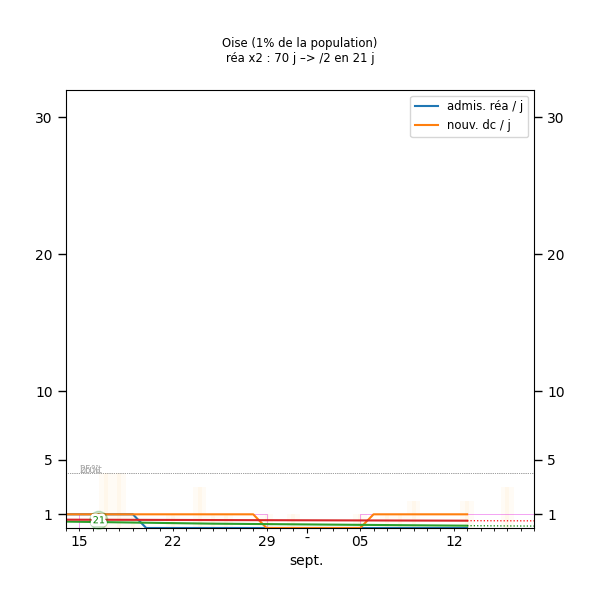 Oise (1% de la population)
réa x2 : 70 j –> /2 en 21 j
admis. réa / j
nouv. dc / j
30 30
20 20
10 10
5 5
1 1
21
15 22 29 - 05 12
sept.